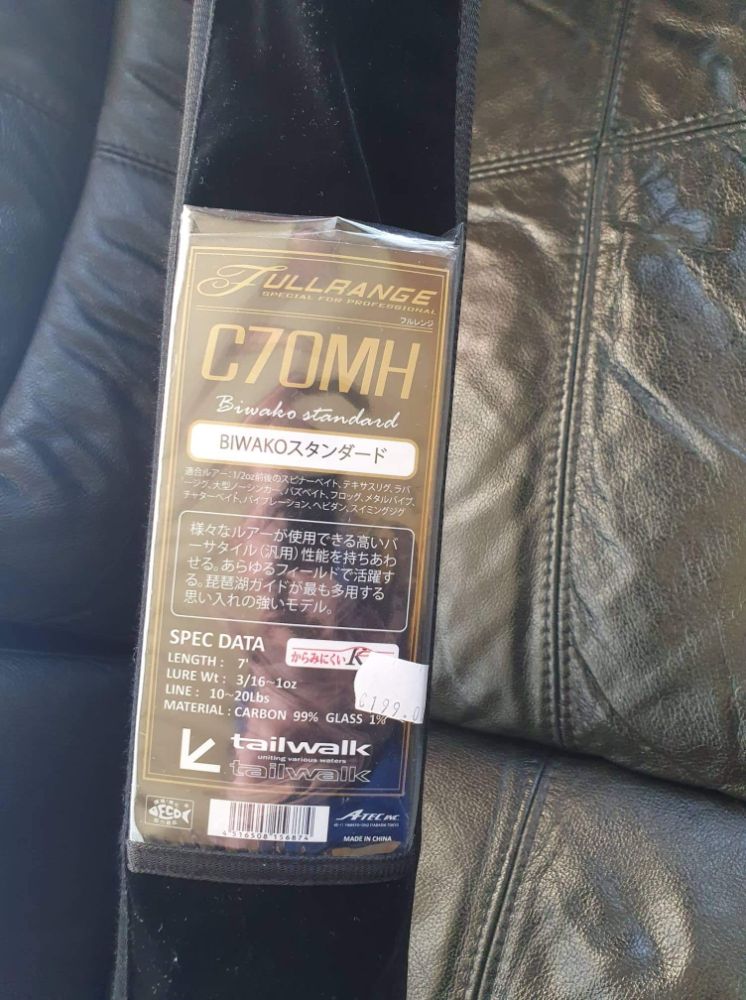 FULLRANGE
SPECIAL FOR PROFESSIONAL
フルレンジ
C70MH
Biwako standard
BIWAKOスタンダード
適合ルアー:1/2oz前後のスピナーベイト、テキサスリグ、ラバ
ージグ、大型ノーシンカー、バズベイト、フロッグ、メタルバイブ、
チャターベイト、バイブレーション、ヘビダン、スイミングジグ
様々なルアーが使用できる高いバ
ーサタイル(汎用)性能を持ちあわ
せる。あらゆるフィールドで活躍す
る。琵琶湖ガイドが最も多用する
思い入れの強いモデル。
SPEC DATA
からみにくい K
LENGTH : 7'
LURE Wt : 3/16~1oz
LINE : 10~20Lbs
MATERIAL : CARBON 99% GLASS 1%
€199.0
tailwalk
uniting various waters
tailwalk
ECO
4516508 156874
A-TEC INC.
MADE IN CHINA